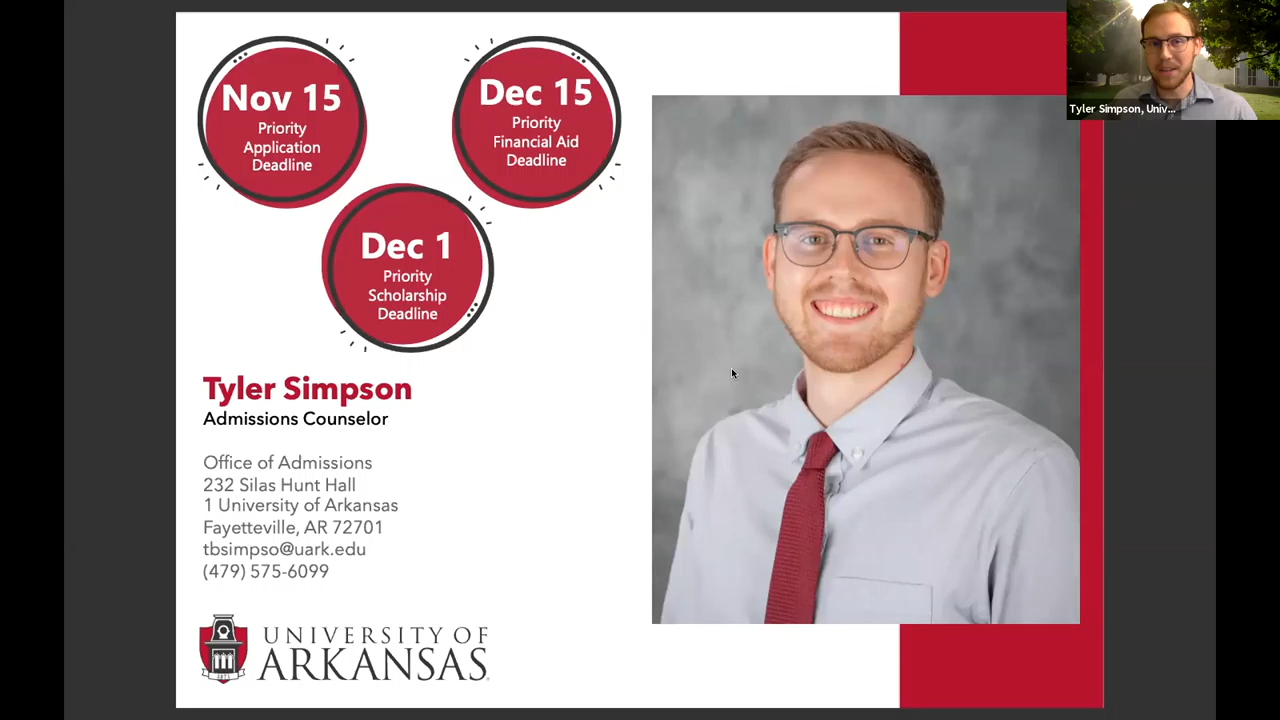 Nov 15
Priority
Application
Deadline
Dec 15
Priority
Financial Aid
Deadline
Dec 1
Priority
Scholarship
Deadline
Tyler Simpson
Admissions Counselor
Office of Admissions
232 Silas Hunt Hall
1 University of Arkansas
Fayetteville, AR 72701
tbsimpso@uark.edu
(479) 575-6099
UNIVERSITY OF
ARKANSAS
1871
Tyler Simpson, Univ...